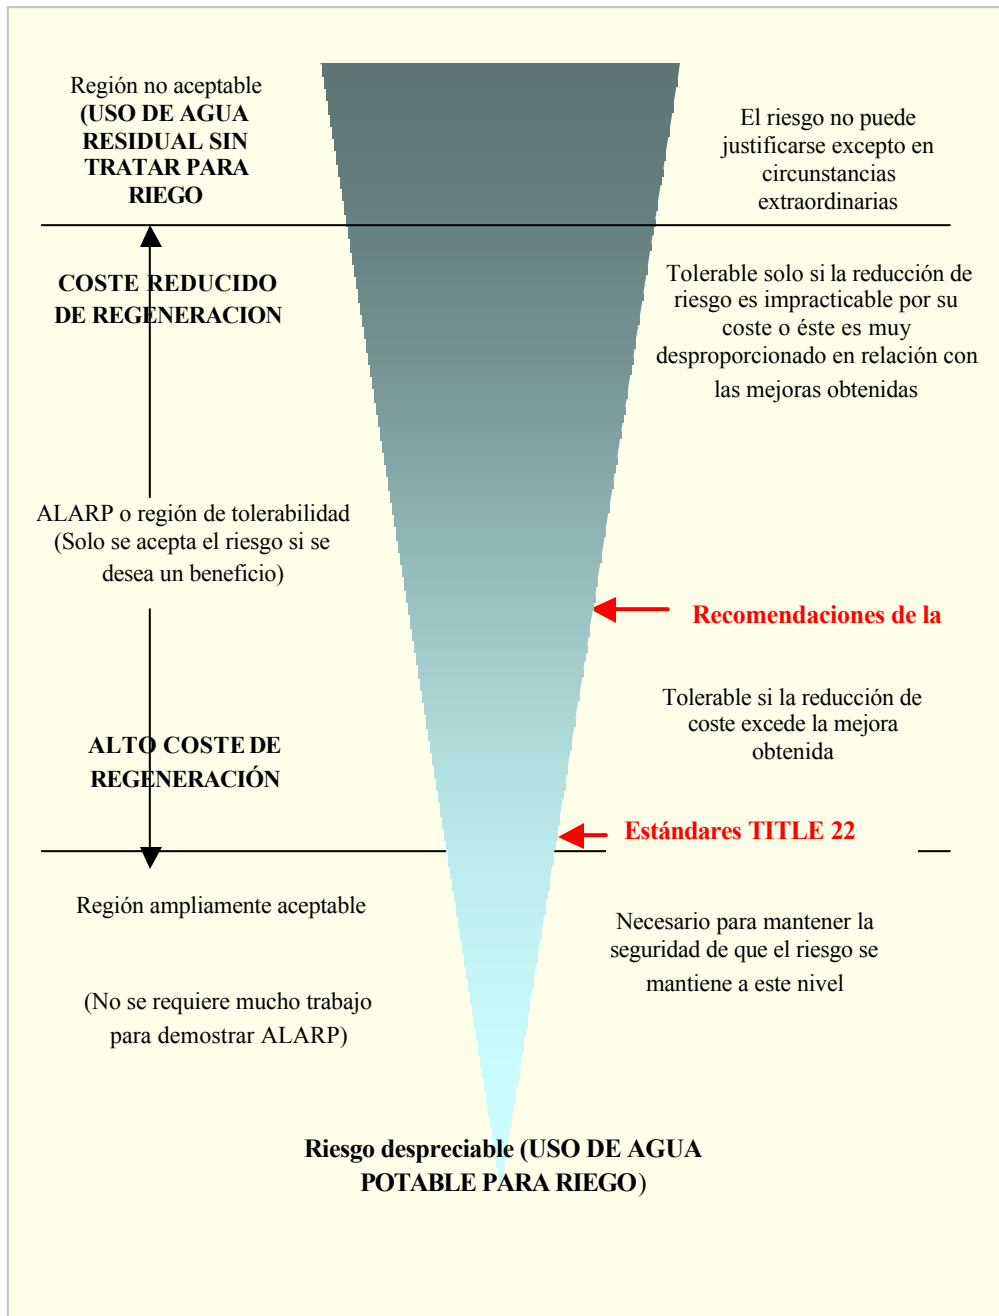 Región no aceptable
(USO DE AGUA
RESIDUAL SIN
TRATAR PARA
RIEGO
El riesgo no puede
justificarse excepto en
circunstancias
extraordinarias
COSTE REDUCIDO
DE REGENERACION
Tolerable solo si la reducción de
riesgo es impracticable por su
coste o éste es muy
desproporcionado en relación con
las mejoras obtenidas
ALARP o región de tolerabilidad
(Solo se acepta el riesgo si se
desea un beneficio)
Recomendaciones de la
Tolerable si la reducción de
coste excede la mejora
obtenida
ALTO COSTE DE
REGENERACIÓN
Estándares TITLE 22
Región ampliamente aceptable
Necesario para mantener la
seguridad de que el riesgo se
mantiene a este nivel
(No se requiere mucho trabajo
para demostrar ALARP)
Riesgo despreciable (USO DE AGUA
POTABLE PARA RIEGO)